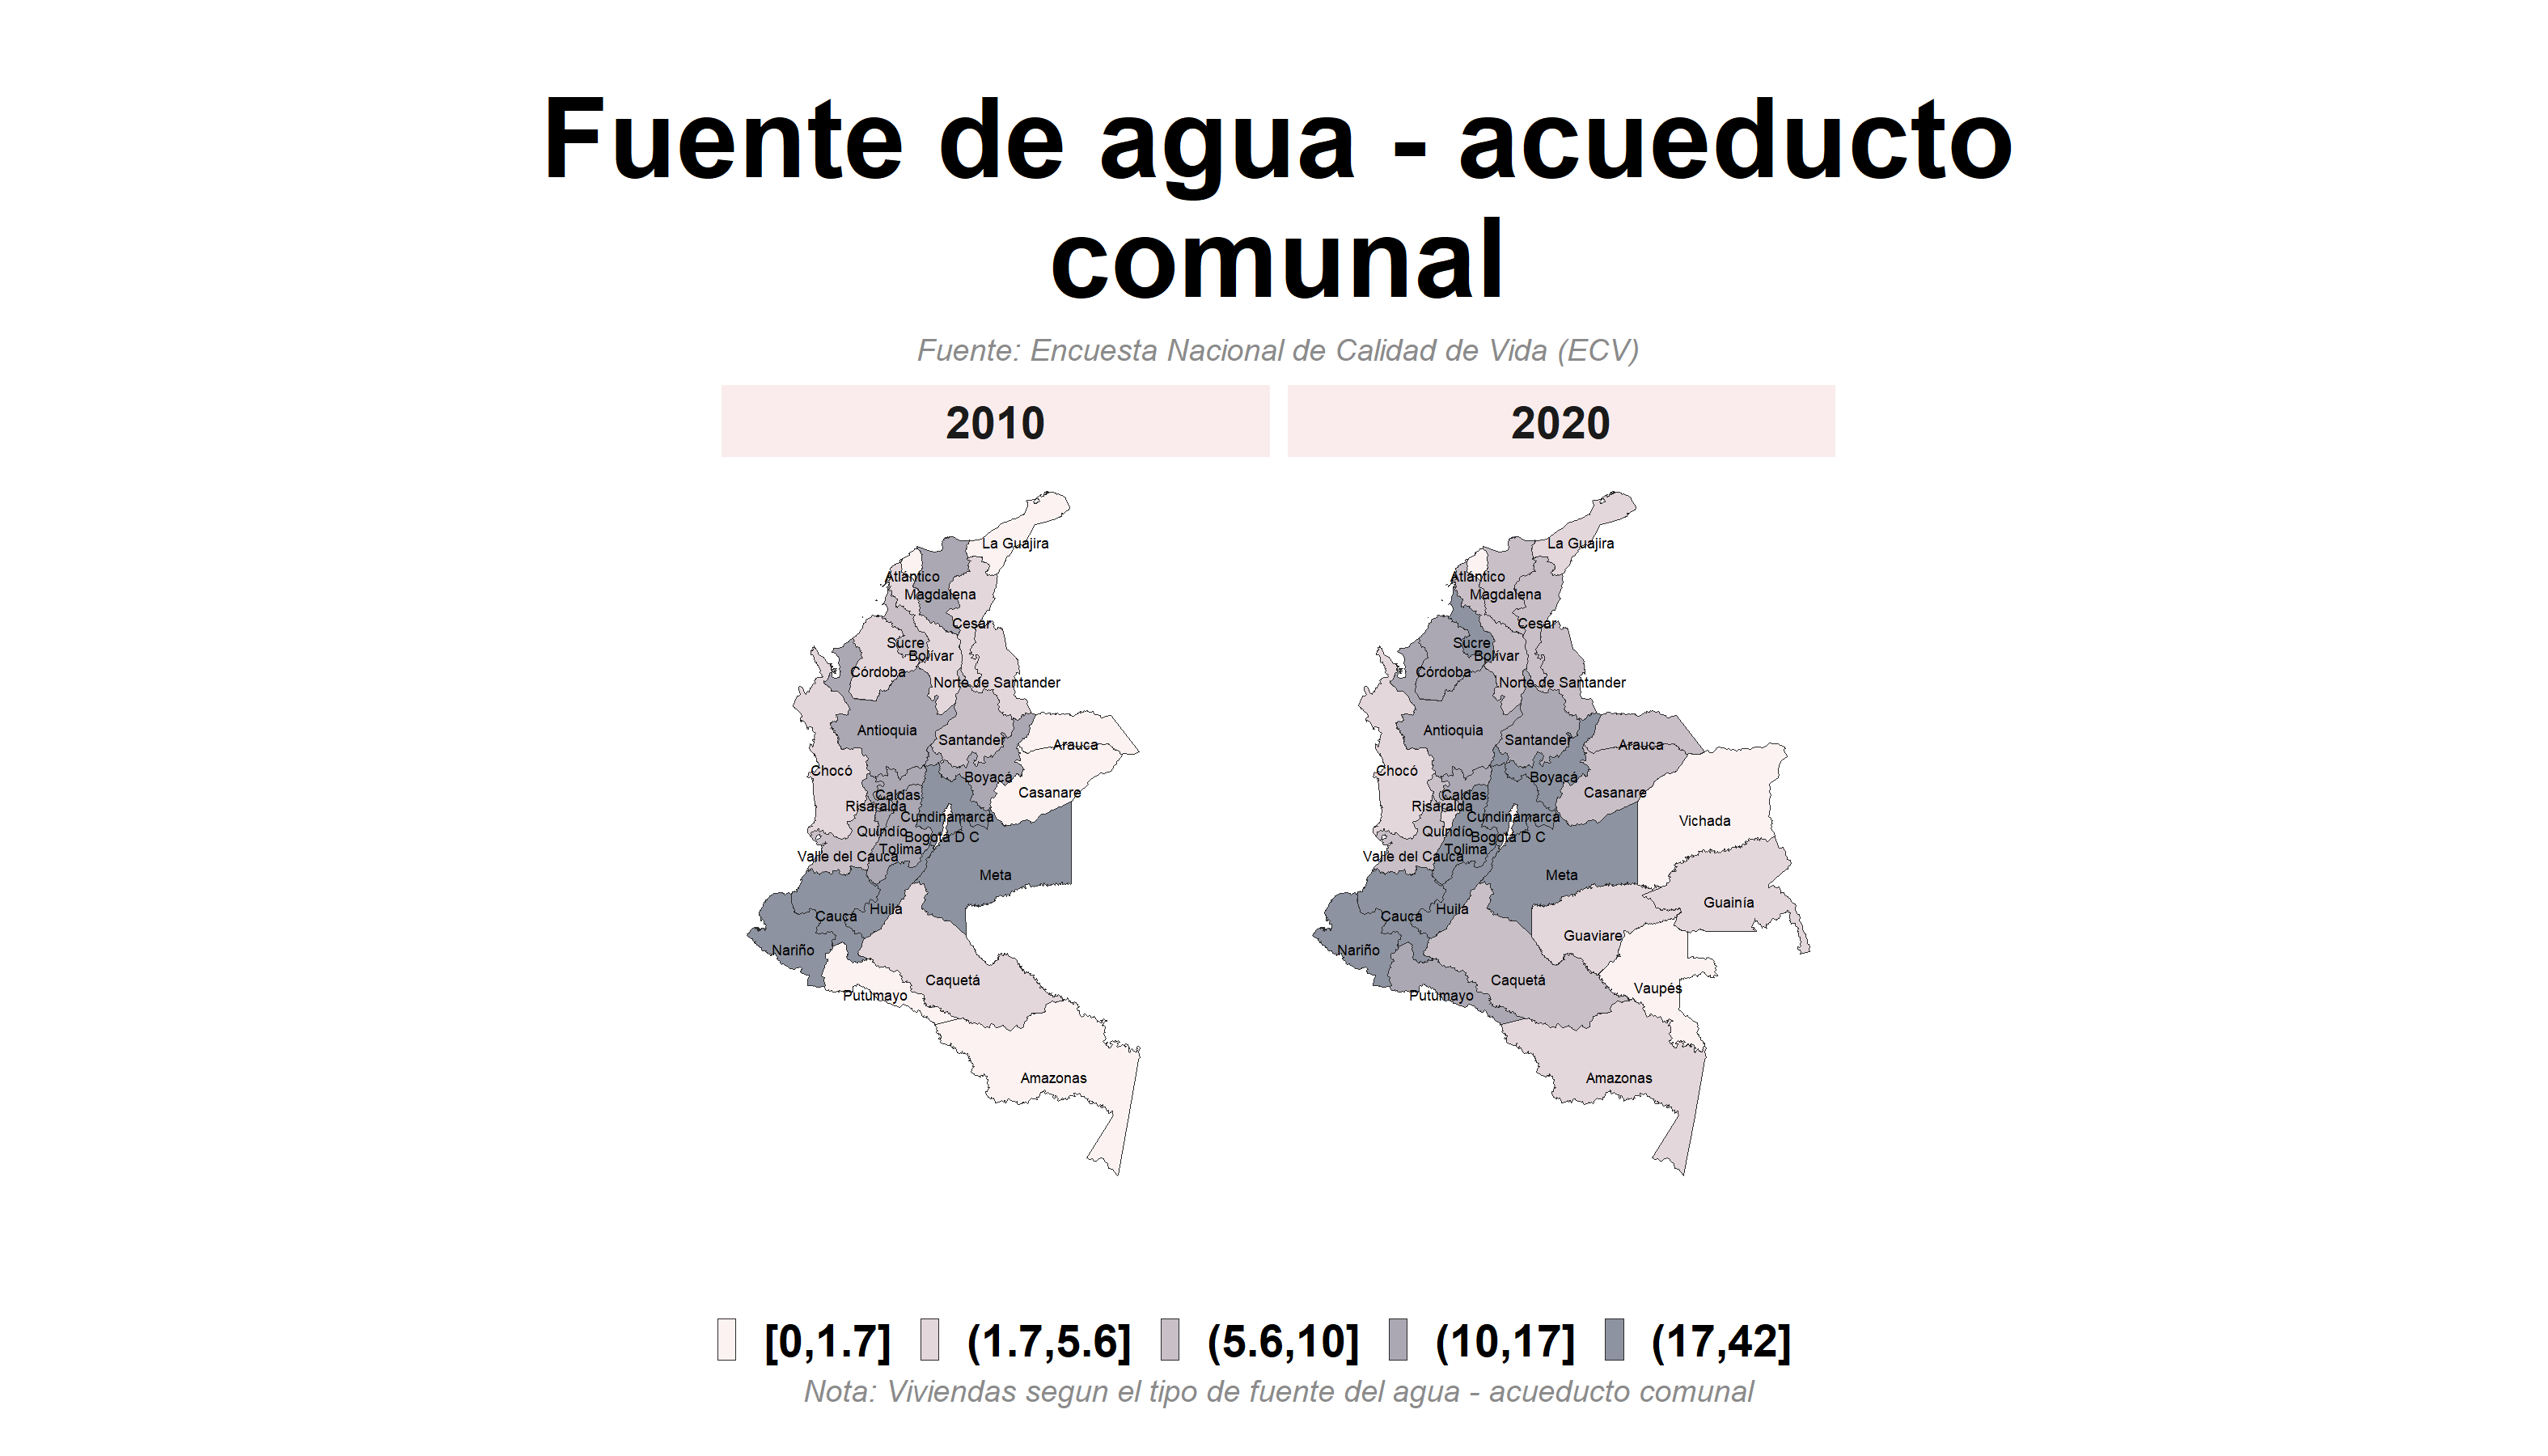 Fuente de agua - acueducto
comunal
Fuente: Encuesta Nacional de Calidad de Vida (ECV)
2010
2020
La Guajira
Atlántico
Magdalena
Cesar
Sucre
Bolívar
Córdoba
Norte de Santander
Antioquia
Santander
Arauca
Chocó
Boyacá
Casanare
Caldas
Risaralda
Cundinamarca
Quindío
Bogotá D C
Tolima
Valle del Cauca
Meta
Huila
Cauca
Nariño
Caquetá
Putumayo
Amazonas
La Guajira
Atlántico
Magdalena
Cesar
Sucre
Bolívar
Córdoba
Norte de Santander
Antioquia
Santander
Arauca
Chocó
Boyacá
Casanare
Caldas
Risaralda
Cundinamarca
Vichada
Quindío
Bogotá D C
Tolima
Valle del Cauca
Meta
Guainía
Huila
Cauca
Guaviare
Nariño
Caquetá
Vaupés
Putumayo
Amazonas
[0,1.7] (1.7,5.6] (5.6,10] (10,17] (17,42]
Nota: Viviendas segun el tipo de fuente del agua - acueducto comunal